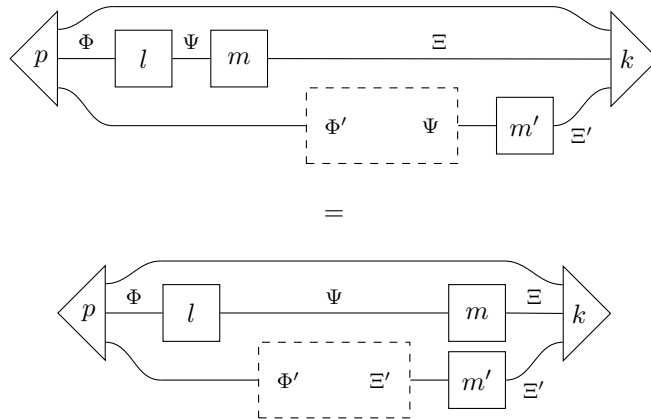 p Φ l Ψ m Ξ k
Φ′ Ψ m′ Ξ′
=
p Φ l Ψ m Ξ k
Φ′ Ξ′ m′ Ξ′